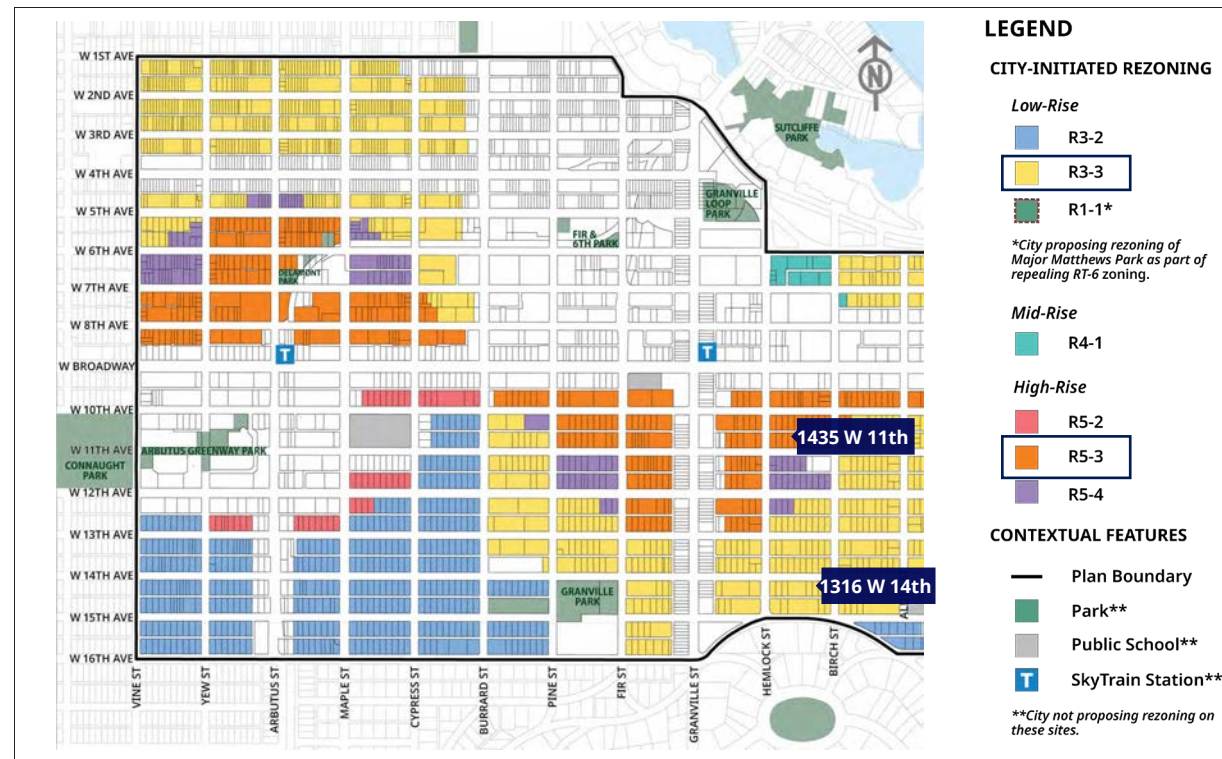 W 1ST AVE
W 2ND AVE
W 3RD AVE
W 4TH AVE
W 5TH AVE
W 6TH AVE
W 7TH AVE
W 8TH AVE
W BROADWAY
W 10TH AVE
W 11TH AVE
W 12TH AVE
W 13TH AVE
W 14TH AVE
W 15TH AVE
W 16TH AVE
N
SUTCLIFFE
PARK
GRANVILLE
LOOP
PARK
FIR &
6TH PARK
DELAMONT
PARK
T
T
1435 W 11th
ARBUTUS GREENWAY PARK
CONNAUGHT
PARK
1316 W 14th
GRANVILLE
PARK
AL
VINE ST
YEW ST
ARBUTUS ST
MAPLE ST
CYPRESS ST
BURRARD ST
PINE ST
FIR ST
GRANVILLE ST
HEMLOCK ST
BIRCH ST
LEGEND
CITY-INITIATED REZONING
Low-Rise
R3-2
R3-3
R1-1*
*City proposing rezoning of
Major Matthews Park as part of
repealing RT-6 zoning.
Mid-Rise
R4-1
High-Rise
R5-2
R5-3
R5-4
CONTEXTUAL FEATURES
Plan Boundary
Park**
Public School**
T SkyTrain Station**
**City not proposing rezoning on
these sites.